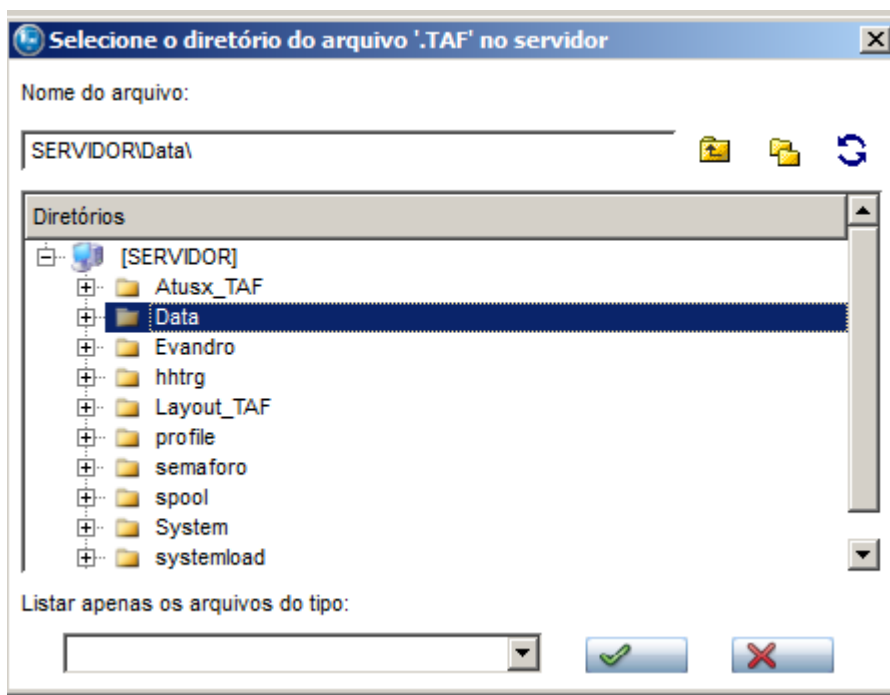 Selecione o diretório do arquivo '.TAF' no servidor
Nome do arquivo:
SERVIDOR\Data\
Diretórios
[SERVIDOR]
Atusx_TAF
Data
Evandro
hhtrg
Layout_TAF
profile
semaforo
spool
System
systemload
Listar apenas os arquivos do tipo: